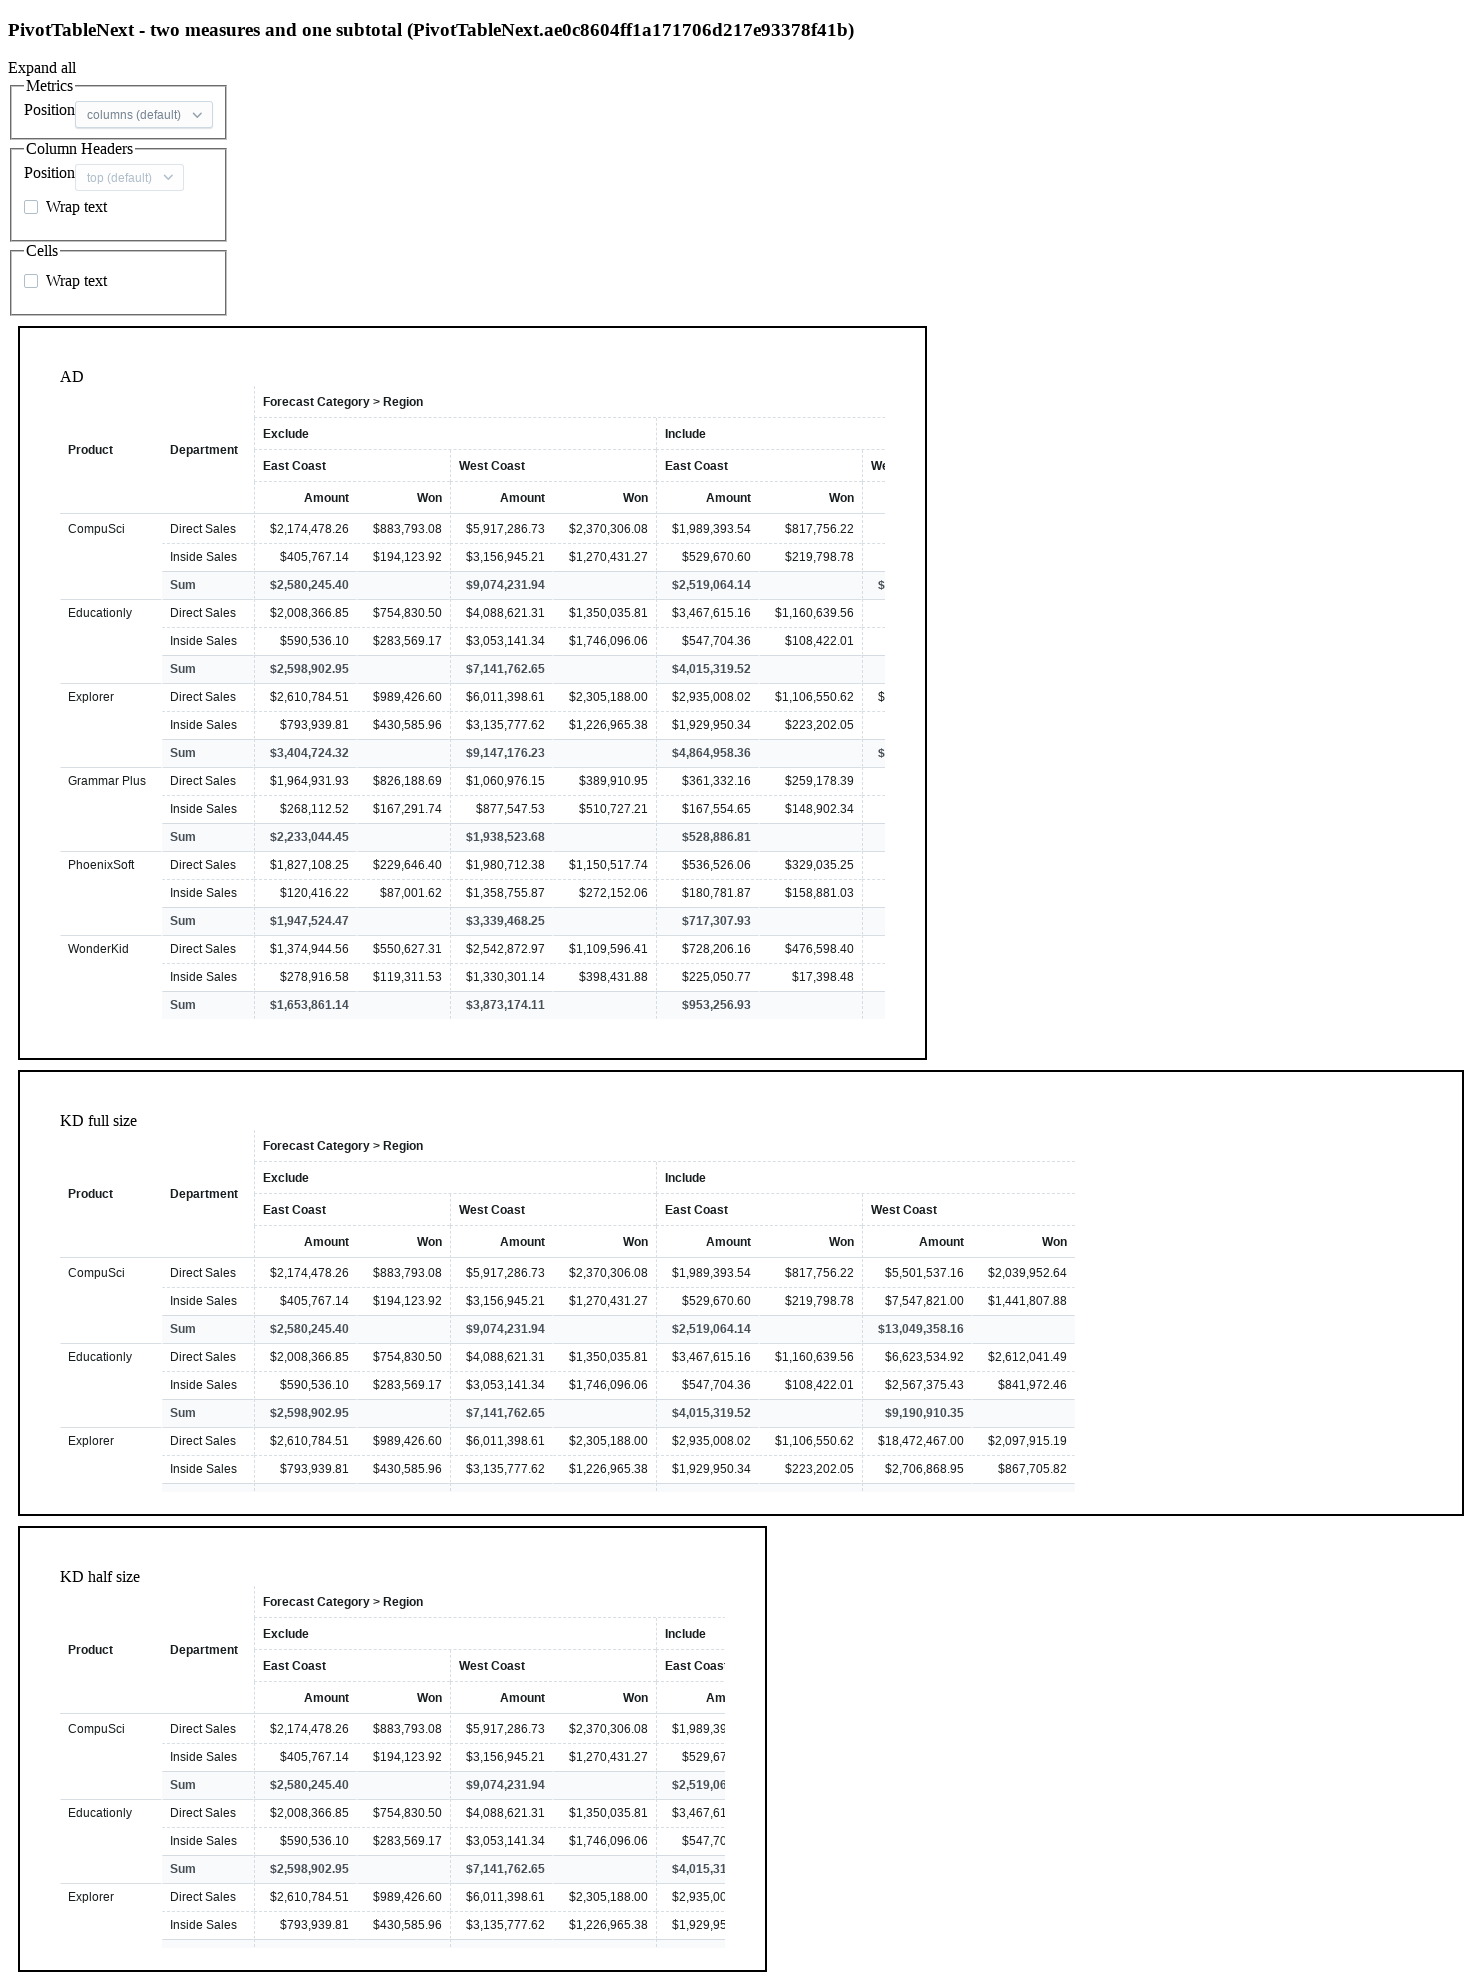 PivotTableNext - two measures and one subtotal (PivotTableNext.ae0c8604ff1a171706d217e93378f41b)
Expand all
Metrics
Position columns (default)
Column Headers
Position top (default)
Wrap text
Cells
Wrap text
AD
Forecast Category > Region
Exclude Include
Product Department
East Coast West Coast East Coast We
Amount Won Amount Won Amount Won
CompuSci Direct Sales $2,174,478.26 $883,793.08 $5,917,286.73 $2,370,306.08 $1,989,393.54 $817,756.22
Inside Sales $405,767.14 $194,123.92 $3,156,945.21 $1,270,431.27 $529,670.60 $219,798.78
Sum $2,580,245.40 $9,074,231.94 $2,519,064.14 $
Educationly Direct Sales $2,008,366.85 $754,830.50 $4,088,621.31 $1,350,035.81 $3,467,615.16 $1,160,639.56
Inside Sales $590,536.10 $283,569.17 $3,053,141.34 $1,746,096.06 $547,704.36 $108,422.01
Sum $2,598,902.95 $7,141,762.65 $4,015,319.52
Explorer Direct Sales $2,610,784.51 $989,426.60 $6,011,398.61 $2,305,188.00 $2,935,008.02 $1,106,550.62 $
Inside Sales $793,939.81 $430,585.96 $3,135,777.62 $1,226,965.38 $1,929,950.34 $223,202.05
Sum $3,404,724.32 $9,147,176.23 $4,864,958.36 $
Grammar Plus Direct Sales $1,964,931.93 $826,188.69 $1,060,976.15 $389,910.95 $361,332.16 $259,178.39
Inside Sales $268,112.52 $167,291.74 $877,547.53 $510,727.21 $167,554.65 $148,902.34
Sum $2,233,044.45 $1,938,523.68 $528,886.81
PhoenixSoft Direct Sales $1,827,108.25 $229,646.40 $1,980,712.38 $1,150,517.74 $536,526.06 $329,035.25
Inside Sales $120,416.22 $87,001.62 $1,358,755.87 $272,152.06 $180,781.87 $158,881.03
Sum $1,947,524.47 $3,339,468.25 $717,307.93
WonderKid Direct Sales $1,374,944.56 $550,627.31 $2,542,872.97 $1,109,596.41 $728,206.16 $476,598.40
Inside Sales $278,916.58 $119,311.53 $1,330,301.14 $398,431.88 $225,050.77 $17,398.48
Sum $1,653,861.14 $3,873,174.11 $953,256.93
KD full size
Forecast Category > Region
Exclude Include
Product Department
East Coast West Coast East Coast West Coast
Amount Won Amount Won Amount Won Amount Won
CompuSci Direct Sales $2,174,478.26 $883,793.08 $5,917,286.73 $2,370,306.08 $1,989,393.54 $817,756.22 $5,501,537.16 $2,039,952.64
Inside Sales $405,767.14 $194,123.92 $3,156,945.21 $1,270,431.27 $529,670.60 $219,798.78 $7,547,821.00 $1,441,807.88
Sum $2,580,245.40 $9,074,231.94 $2,519,064.14 $13,049,358.16
Educationly Direct Sales $2,008,366.85 $754,830.50 $4,088,621.31 $1,350,035.81 $3,467,615.16 $1,160,639.56 $6,623,534.92 $2,612,041.49
Inside Sales $590,536.10 $283,569.17 $3,053,141.34 $1,746,096.06 $547,704.36 $108,422.01 $2,567,375.43 $841,972.46
Sum $2,598,902.95 $7,141,762.65 $4,015,319.52 $9,190,910.35
Explorer Direct Sales $2,610,784.51 $989,426.60 $6,011,398.61 $2,305,188.00 $2,935,008.02 $1,106,550.62 $18,472,467.00 $2,097,915.19
Inside Sales $793,939.81 $430,585.96 $3,135,777.62 $1,226,965.38 $1,929,950.34 $223,202.05 $2,706,868.95 $867,705.82
KD half size
Forecast Category > Region
Exclude Include
Product Department
East Coast West Coast East Coast
Amount Won Amount Won Am
CompuSci Direct Sales $2,174,478.26 $883,793.08 $5,917,286.73 $2,370,306.08 $1,989,39
Inside Sales $405,767.14 $194,123.92 $3,156,945.21 $1,270,431.27 $529,67
Sum $2,580,245.40 $9,074,231.94 $2,519,06
Educationly Direct Sales $2,008,366.85 $754,830.50 $4,088,621.31 $1,350,035.81 $3,467,61
Inside Sales $590,536.10 $283,569.17 $3,053,141.34 $1,746,096.06 $547,70
Sum $2,598,902.95 $7,141,762.65 $4,015,31
Explorer Direct Sales $2,610,784.51 $989,426.60 $6,011,398.61 $2,305,188.00 $2,935,00
Inside Sales $793,939.81 $430,585.96 $3,135,777.62 $1,226,965.38 $1,929,95